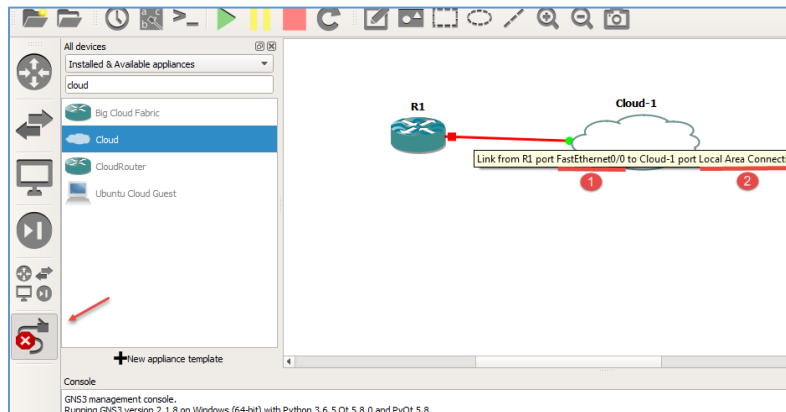 All devices
Installed & Available appliances
cloud
Big Cloud Fabric
Cloud
CloudRouter
Ubuntu Cloud Guest
New appliance template
R1
Cloud-1
Link from R1 port FastEthernet0/0 to Cloud-1 port Local Area Connecti
1
2
Console
GNS3 management console.
Running GNS3 version 2.1.8 on Windows (64-bit) with Python 3.6.5 Qt 5.8.0 and PyQt 5.8.